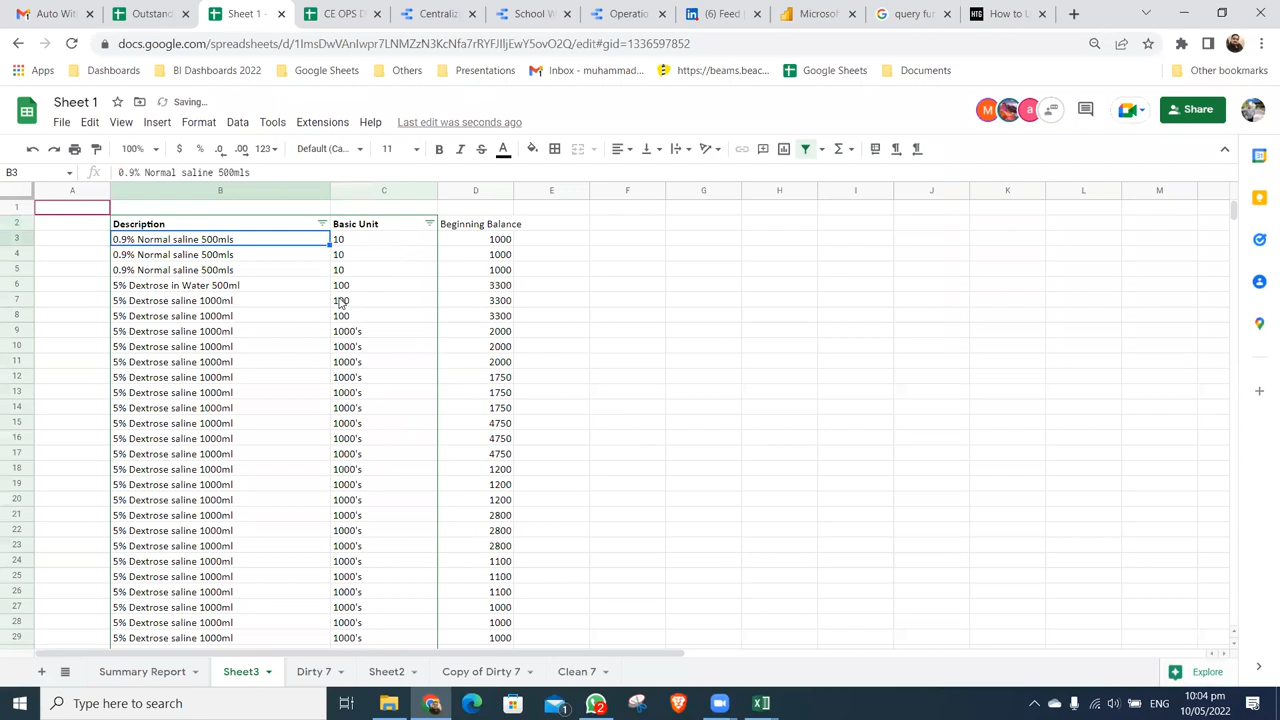 Auto Wi
Outstano
Sheet 1 -
CE OPS D
Centrali
School
Operati
(6) Feed
Microsof
query fu
How to U
docs.google.com/spreadsheets/d/
/edit#gid=1336597852
Apps
Dashboards
BI Dashboards 2022
Google Sheets
Others
Presentations
Inbox - muhammad...
https://beams.beac...
Google Sheets
Documents
Other bookmarks
Sheet 1
Saving...
File
Edit
View
Insert
Format
Data
Tools
Extensions
Help
Last edit was seconds ago
Share
100%
$
%
.0
.00
123
Default (Ca...
11
B
I
S
A
B3
fx
0.9% Normal saline 500mls
A B C D E F G H I J K L M
1
2 Description Basic Unit Beginning Balance
3 0.9% Normal saline 500mls 10 1000
4 0.9% Normal saline 500mls 10 1000
5 0.9% Normal saline 500mls 10 1000
6 5% Dextrose in Water 500ml 100 3300
7 5% Dextrose saline 1000ml 100 3300
8 5% Dextrose saline 1000ml 100 3300
9 5% Dextrose saline 1000ml 1000's 2000
10 5% Dextrose saline 1000ml 1000's 2000
11 5% Dextrose saline 1000ml 1000's 2000
12 5% Dextrose saline 1000ml 1000's 1750
13 5% Dextrose saline 1000ml 1000's 1750
14 5% Dextrose saline 1000ml 1000's 1750
15 5% Dextrose saline 1000ml 1000's 4750
16 5% Dextrose saline 1000ml 1000's 4750
17 5% Dextrose saline 1000ml 1000's 4750
18 5% Dextrose saline 1000ml 1000's 1200
19 5% Dextrose saline 1000ml 1000's 1200
20 5% Dextrose saline 1000ml 1000's 1200
21 5% Dextrose saline 1000ml 1000's 2800
22 5% Dextrose saline 1000ml 1000's 2800
23 5% Dextrose saline 1000ml 1000's 2800
24 5% Dextrose saline 1000ml 1000's 1100
25 5% Dextrose saline 1000ml 1000's 1100
26 5% Dextrose saline 1000ml 1000's 1100
27 5% Dextrose saline 1000ml 1000's 1000
28 5% Dextrose saline 1000ml 1000's 1000
29 5% Dextrose saline 1000ml 1000's 1000
Summary Report
Sheet3
Dirty 7
Sheet2
Copy of Dirty 7
Clean 7
Explore
Type here to search
10:04 pm
10/05/2022